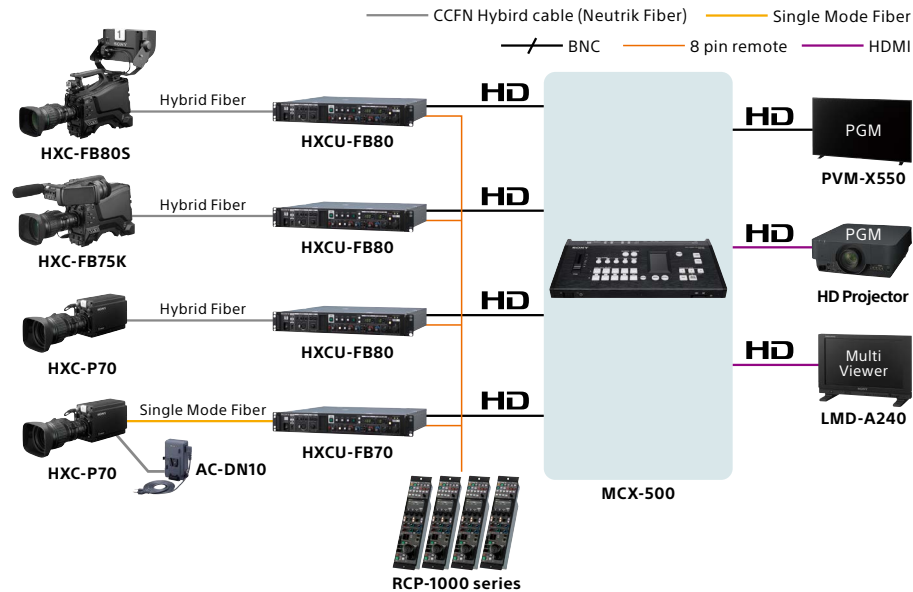 CCFN Hybird cable (Neutrik Fiber)
Single Mode Fiber
BNC
8 pin remote
HDMI
1
SONY
Hybrid Fiber
HD
HXC-FB80S
HXCU-FB80
HD
PGM
PVM-X550
Hybrid Fiber
HD
HXC-FB75K
HXCU-FB80
SONY
HD
PGM
HD Projector
Hybrid Fiber
HD
HXC-P70
HXCU-FB80
HD
Multi
Viewer
LMD-A240
Single Mode Fiber
HD
HXC-P70
AC-DN10
HXCU-FB70
MCX-500
RCP-1000 series